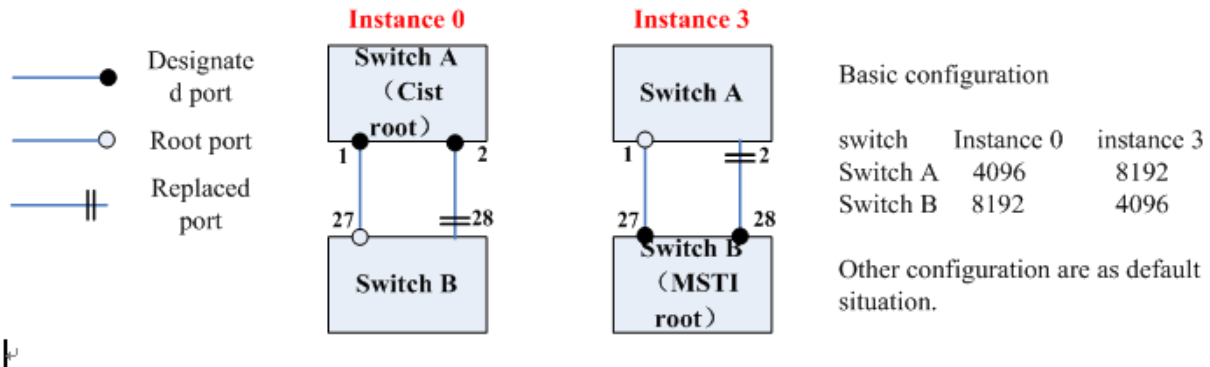 Instance 0
Instance 3
Designate
d port
Root port
Replaced
port
Switch A
（Cist
root）
1
2
27
28
Switch B
Switch A
1
2
27
28
Switch B
（MSTI
root）
Basic configuration
switch Instance 0 instance 3
Switch A 4096 8192
Switch B 8192 4096
Other configuration are as default
situation.